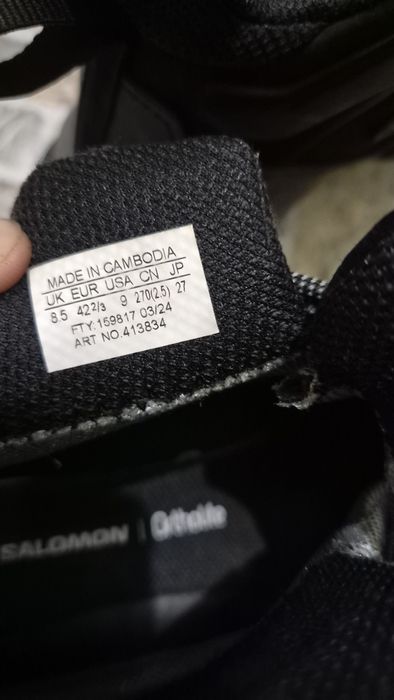 MADE IN CAMBODIA
UK EUR USA CN JP
8.5 42 2/3 9 270(2.5) 27
FTY:159817 03/24
ART NO.413834
SALOMON | Ortholite